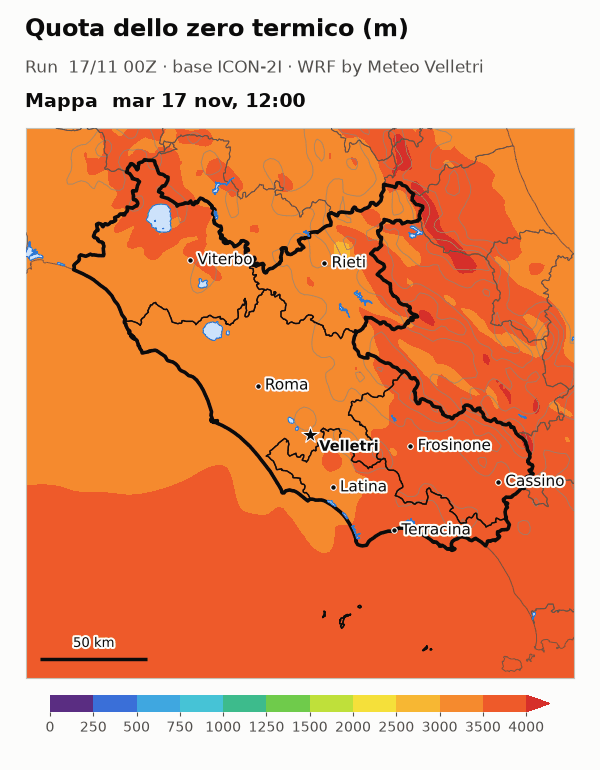 Quota dello zero termico (m)
Run  17/11 00Z · base ICON-2I · WRF by Meteo Velletri
Mappa  mar 17 nov, 12:00
Viterbo
Rieti
Roma
Velletri
Frosinone
Latina
Cassino
Terracina
50 km
0 250 500 750 1000 1250 1500 2000 2500 3000 3500 4000